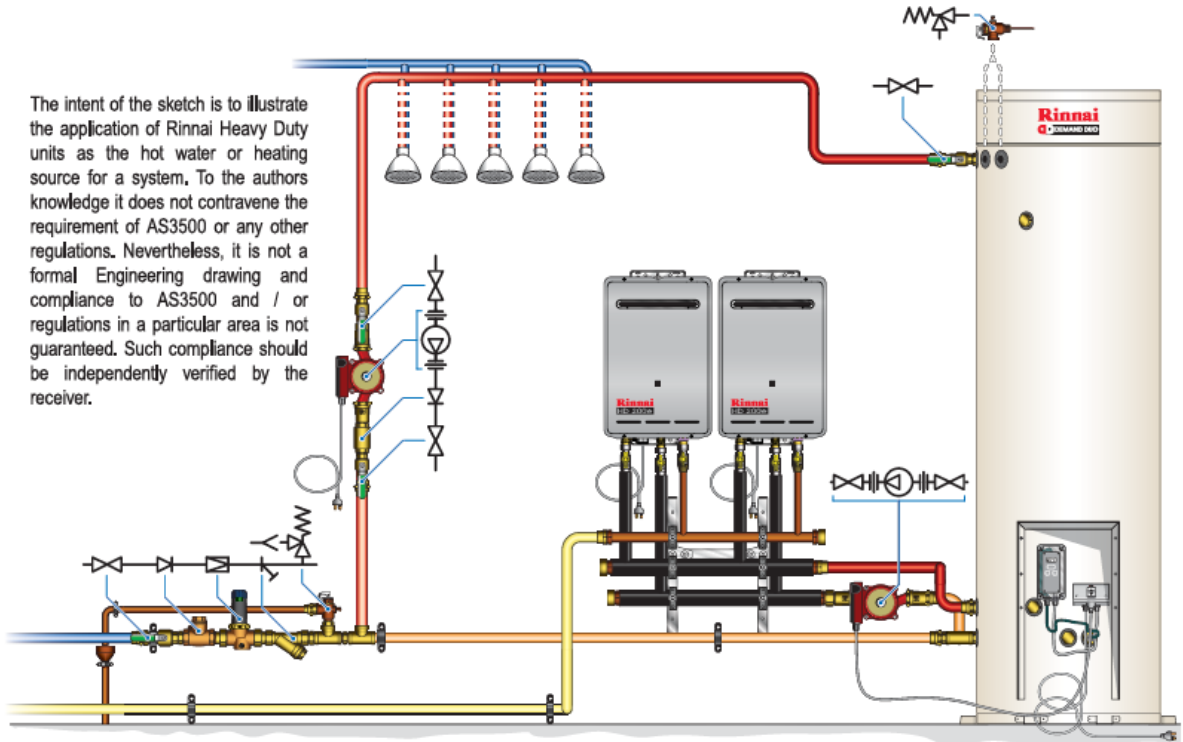 The intent of the sketch is to illustrate
the application of Rinnai Heavy Duty
units as the hot water or heating
source for a system. To the authors
knowledge it does not contravene the
requirement of AS3500 or any other
regulations. Nevertheless, it is not a
formal Engineering drawing and
compliance to AS3500 and / or
regulations in a particular area is not
guaranteed. Such compliance should
be independently verified by the
receiver.
Rinnai
DEMAND DUO
Rinnai
HD 200e
Rinnai
HD 200e